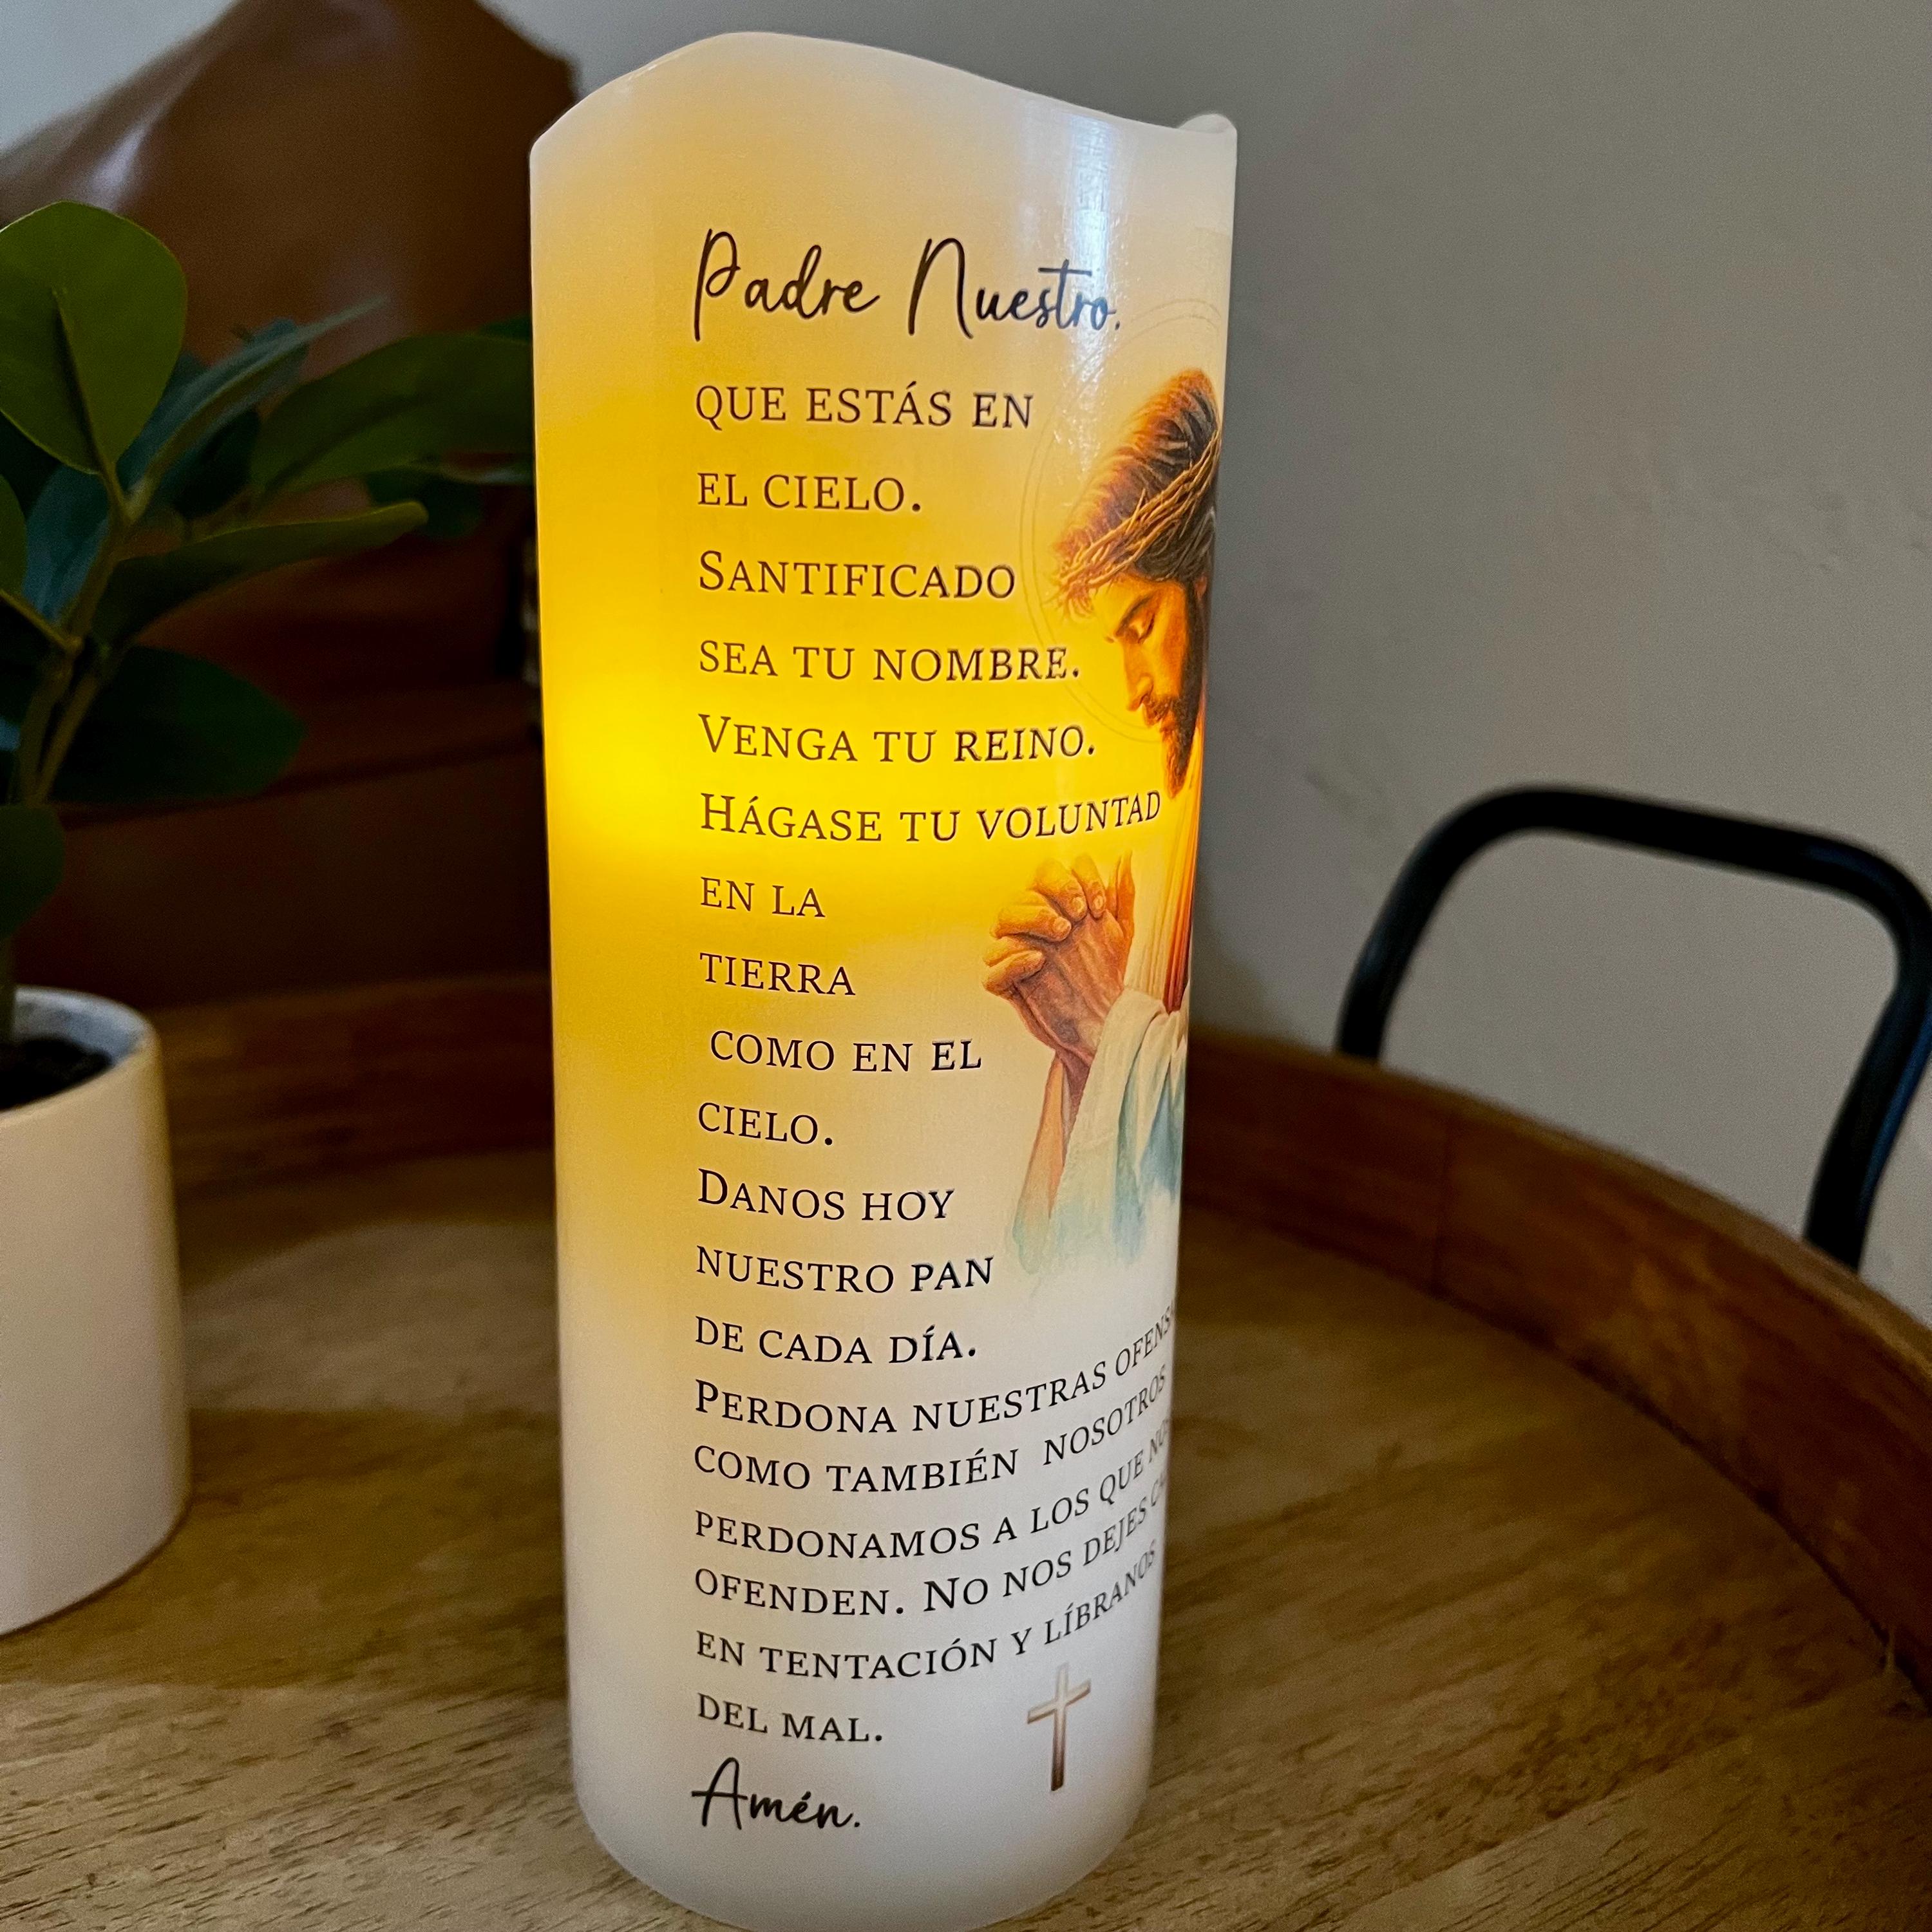 Padre Nuestro.
QUE ESTÁS EN
EL CIELO.
SANTIFICADO
SEA TU NOMBRE.
VENGA TU REINO.
HÁGASE TU VOLUNTAD
EN LA
TIERRA
COMO EN EL
CIELO.
DANOS HOY
NUESTRO PAN
DE CADA DÍA.
PERDONA NUESTRAS
COMO TAMBIÉN NOSOTROS
PERDONAMOS A LOS QUE
OFENDEN. NO NOS DEJES
EN TENTACIÓN Y LÍBRANOS
DEL MAL.
Amén.